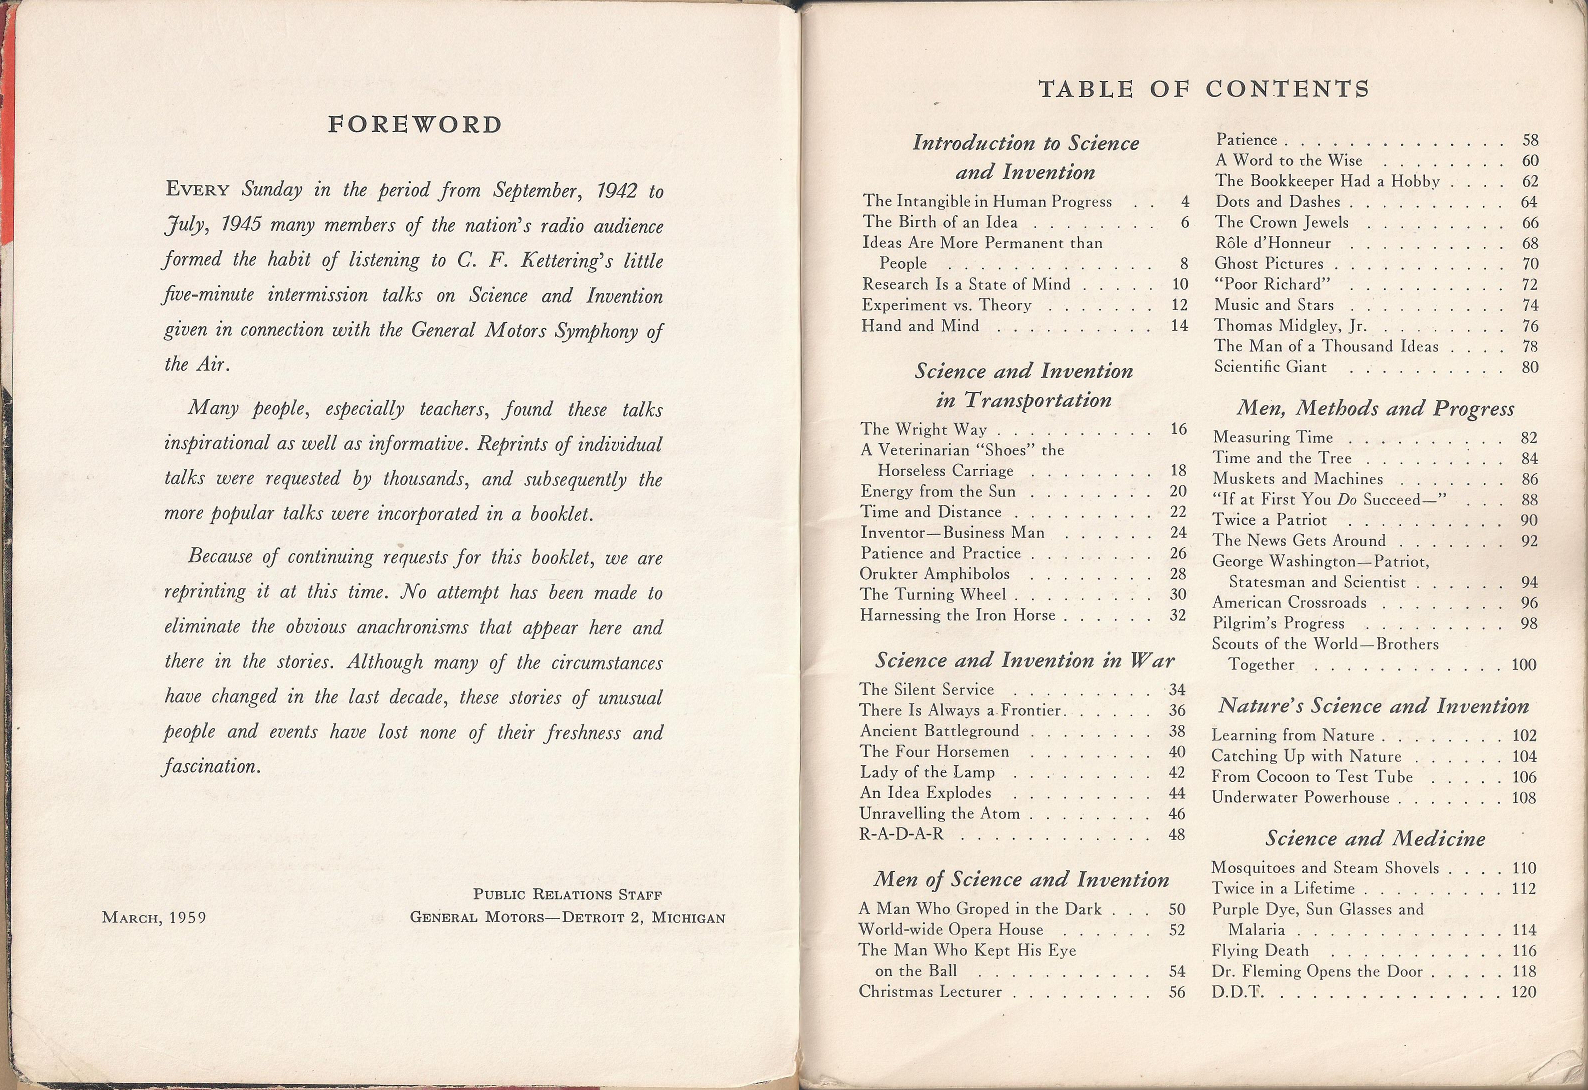 FOREWORD
EVERY Sunday in the period from September, 1942 to
July, 1945 many members of the nation's radio audience
formed the habit of listening to C. F. Kettering's little
five-minute intermission talks on Science and Invention
given in connection with the General Motors Symphony of
the Air.
Many people, especially teachers, found these talks
inspirational as well as informative. Reprints of individual
talks were requested by thousands, and subsequently the
more popular talks were incorporated in a booklet.
Because of continuing requests for this booklet, we are
reprinting it at this time. No attempt has been made to
eliminate the obvious anachronisms that appear here and
there in the stories. Although many of the circumstances
have changed in the last decade, these stories of unusual
people and events have lost none of their freshness and
fascination.
PUBLIC RELATIONS STAFF
MARCH, 1959 GENERAL MOTORS—DETROIT 2, MICHIGAN
TABLE OF CONTENTS
Introduction to Science
and Invention
The Intangible in Human Progress . . 4
The Birth of an Idea . . . . . . . . 6
Ideas Are More Permanent than
People . . . . . . . . . . . . 8
Research Is a State of Mind . . . . . 10
Experiment vs. Theory . . . . . . . 12
Hand and Mind . . . . . . . . . . 14
Science and Invention
in Transportation
The Wright Way . . . . . . . . . . 16
A Veterinarian "Shoes" the
Horseless Carriage . . . . . . . . 18
Energy from the Sun . . . . . . . . 20
Time and Distance . . . . . . . . . 22
Inventor—Business Man . . . . . . 24
Patience and Practice . . . . . . . . 26
Orukter Amphibolos . . . . . . . . 28
The Turning Wheel . . . . . . . . . 30
Harnessing the Iron Horse . . . . . . 32
Science and Invention in War
The Silent Service . . . . . . . . . 34
There Is Always a Frontier . . . . . . 36
Ancient Battleground . . . . . . . . 38
The Four Horsemen . . . . . . . . 40
Lady of the Lamp . . . . . . . . . 42
An Idea Explodes . . . . . . . . . 44
Unravelling the Atom . . . . . . . . 46
R-A-D-A-R . . . . . . . . . . . . 48
Men of Science and Invention
A Man Who Groped in the Dark . . . 50
World-wide Opera House . . . . . . 52
The Man Who Kept His Eye
on the Ball . . . . . . . . . . . 54
Christmas Lecturer . . . . . . . . . 56
Patience . . . . . . . . . . . . . . 58
A Word to the Wise . . . . . . . . 60
The Bookkeeper Had a Hobby . . . . 62
Dots and Dashes . . . . . . . . . . 64
The Crown Jewels . . . . . . . . . 66
Rôle d'Honneur . . . . . . . . . . 68
Ghost Pictures . . . . . . . . . . . 70
"Poor Richard" . . . . . . . . . . 72
Music and Stars . . . . . . . . . . 74
Thomas Midgley, Jr. . . . . . . . . 76
The Man of a Thousand Ideas . . . . 78
Scientific Giant . . . . . . . . . . 80
Men, Methods and Progress
Measuring Time . . . . . . . . . . 82
Time and the Tree . . . . . . . . . 84
Muskets and Machines . . . . . . . 86
"If at First You Do Succeed—" . . . 88
Twice a Patriot . . . . . . . . . . 90
The News Gets Around . . . . . . . 92
George Washington—Patriot,
Statesman and Scientist . . . . . . 94
American Crossroads . . . . . . . . 96
Pilgrim's Progress . . . . . . . . . 98
Scouts of the World—Brothers
Together . . . . . . . . . . . . 100
Nature's Science and Invention
Learning from Nature . . . . . . . . 102
Catching Up with Nature . . . . . . 104
From Cocoon to Test Tube . . . . . 106
Underwater Powerhouse . . . . . . . 108
Science and Medicine
Mosquitoes and Steam Shovels . . . . 110
Twice in a Lifetime . . . . . . . . . 112
Purple Dye, Sun Glasses and
Malaria . . . . . . . . . . . . . 114
Flying Death . . . . . . . . . . . 116
Dr. Fleming Opens the Door . . . . . 118
D.D.T. . . . . . . . . . . . . . . 120